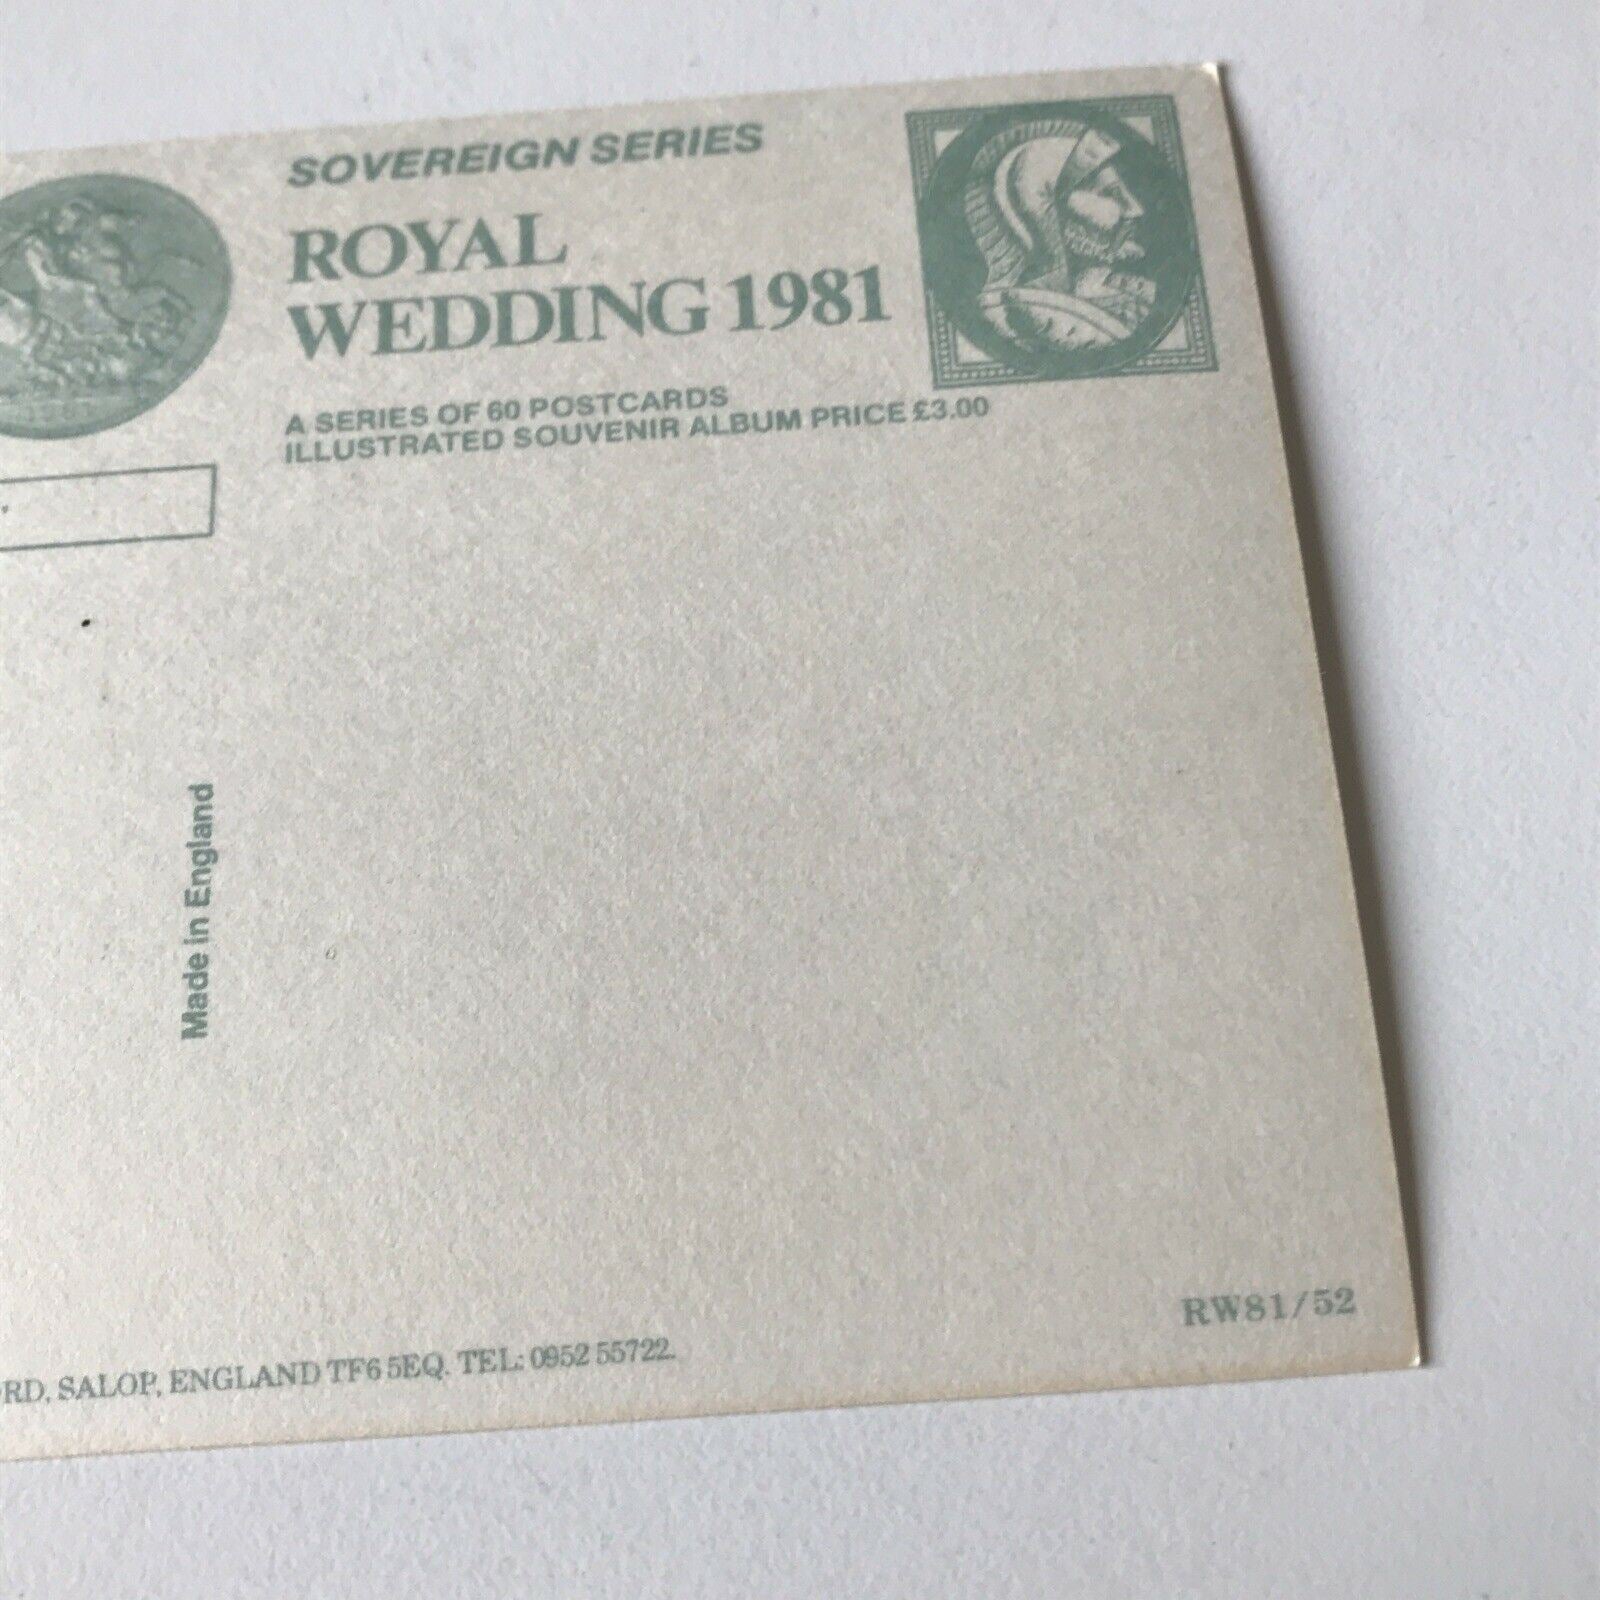 SOVEREIGN SERIES
ROYAL
WEDDING 1981
A SERIES OF 60 POSTCARDS
ILLUSTRATED SOUVENIR ALBUM PRICE £3.00
Made in England
RW81/52
SALOP, ENGLAND TF6 5EQ. TEL: 0952 55722.